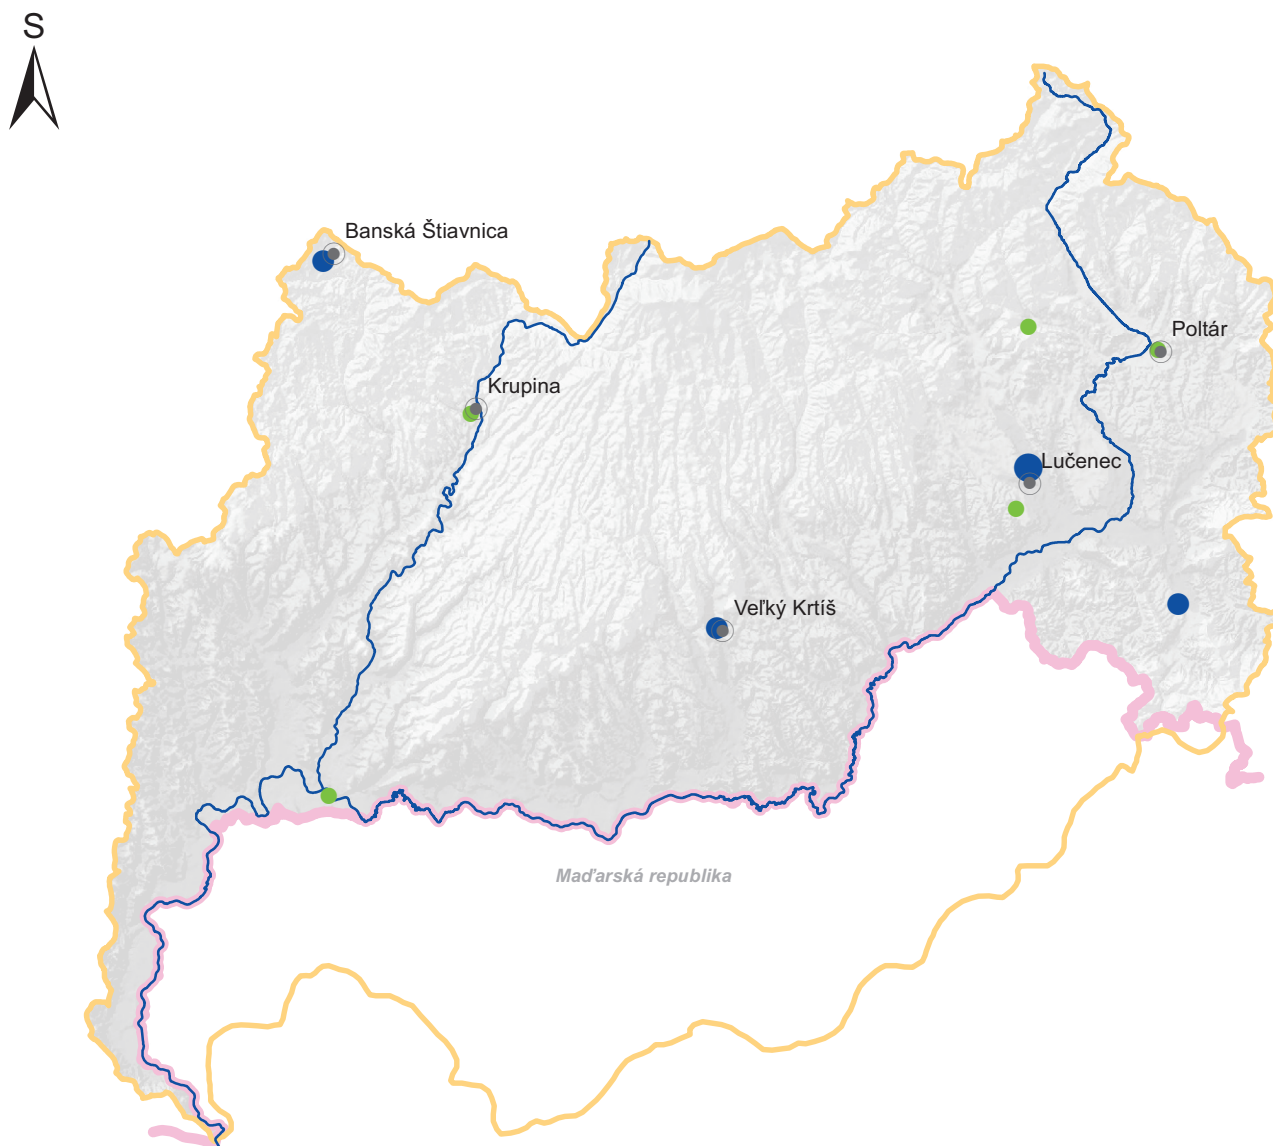 S
Banská Štiavnica
Poltár
Krupina
Lučenec
Veľký Krtíš
Maďarská republika